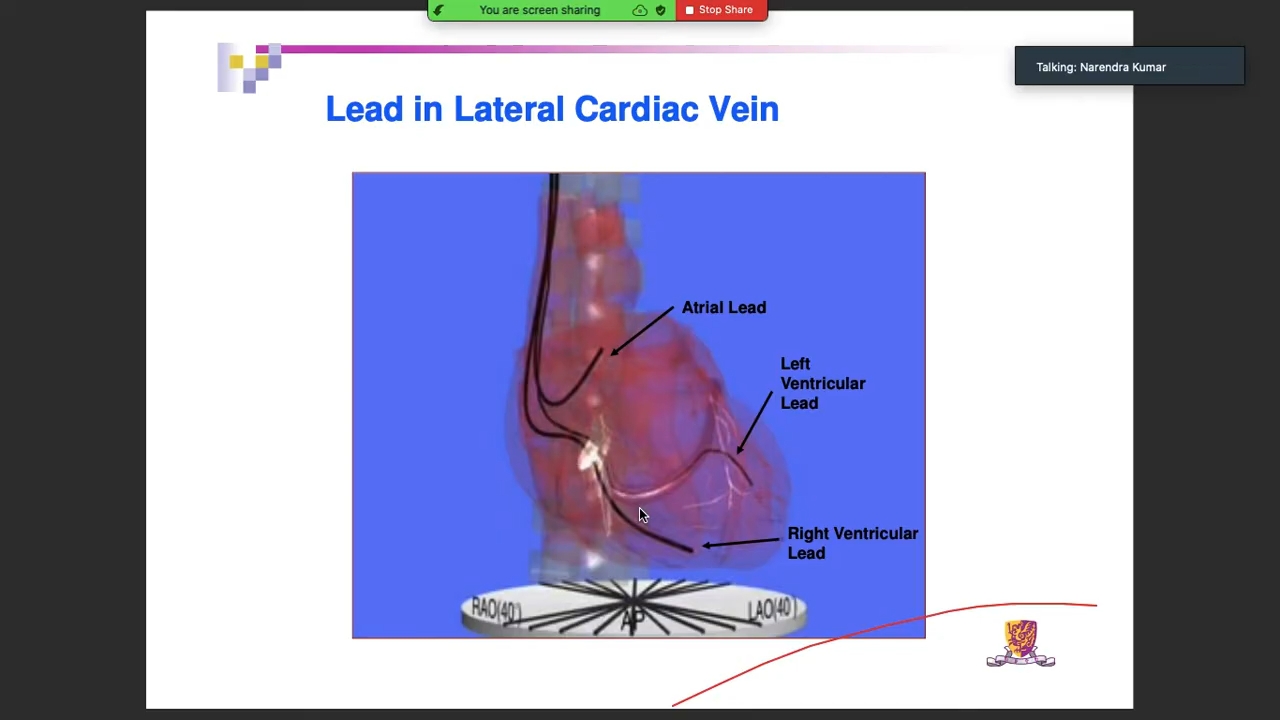 You are screen sharing
Stop Share
Talking: Narendra Kumar
Lead in Lateral Cardiac Vein
Atrial Lead
Left
Ventricular
Lead
Right Ventricular
Lead
RAO(40°)
AP
LAO(40°)